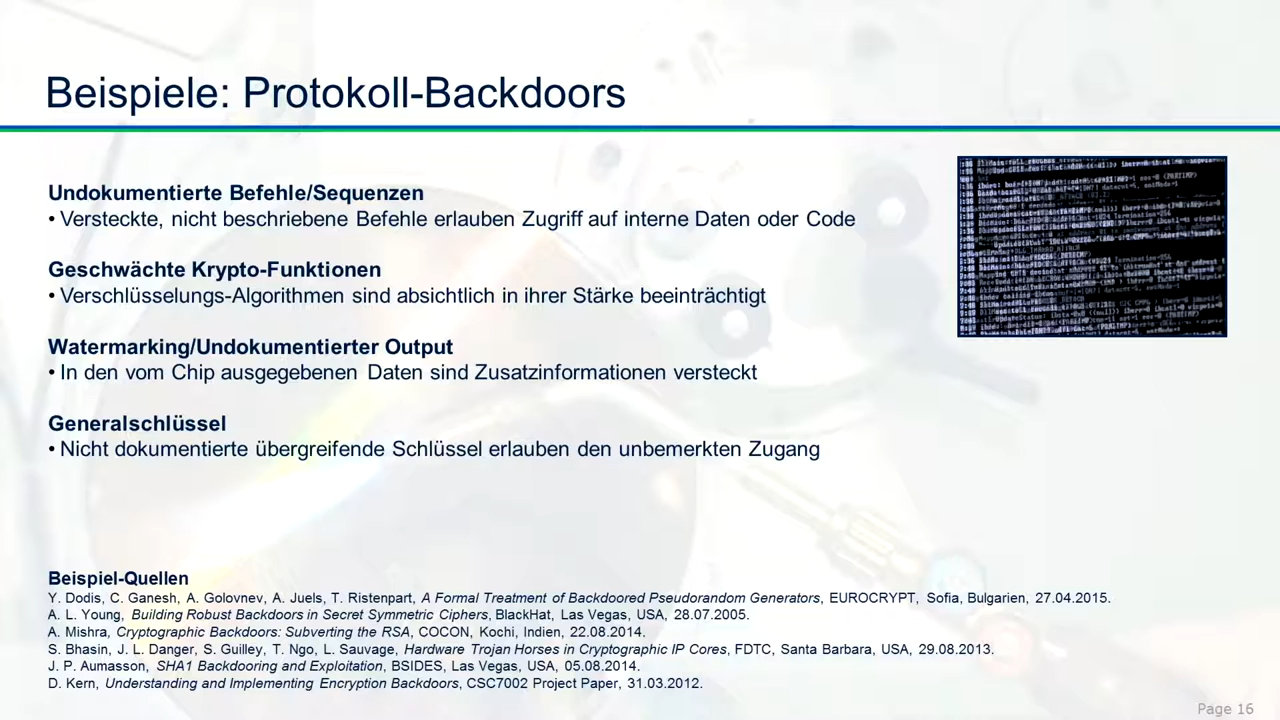 Beispiele: Protokoll-Backdoors
Undokumentierte Befehle/Sequenzen
• Versteckte, nicht beschriebene Befehle erlauben Zugriff auf interne Daten oder Code
Geschwächte Krypto-Funktionen
• Verschlüsselungs-Algorithmen sind absichtlich in ihrer Stärke beeinträchtigt
Watermarking/Undokumentierter Output
• In den vom Chip ausgegebenen Daten sind Zusatzinformationen versteckt
Generalschlüssel
• Nicht dokumentierte übergreifende Schlüssel erlauben den unbemerkten Zugang
Beispiel-Quellen
Y. Dodis, C. Ganesh, A. Golovnev, A. Juels, T. Ristenpart, A Formal Treatment of Backdoored Pseudorandom Generators, EUROCRYPT, Sofia, Bulgarien, 27.04.2015.
A. L. Young, Building Robust Backdoors in Secret Symmetric Ciphers, BlackHat, Las Vegas, USA, 28.07.2005.
A. Mishra, Cryptographic Backdoors: Subverting the RSA, COCON, Kochi, Indien, 22.08.2014.
S. Bhasin, J. L. Danger, S. Guilley, T. Ngo, L. Sauvage, Hardware Trojan Horses in Cryptographic IP Cores, FDTC, Santa Barbara, USA, 29.08.2013.
J. P. Aumasson, SHA1 Backdooring and Exploitation, BSIDES, Las Vegas, USA, 05.08.2014.
D. Kern, Understanding and Implementing Encryption Backdoors, CSC7002 Project Paper, 31.03.2012.
Page 16